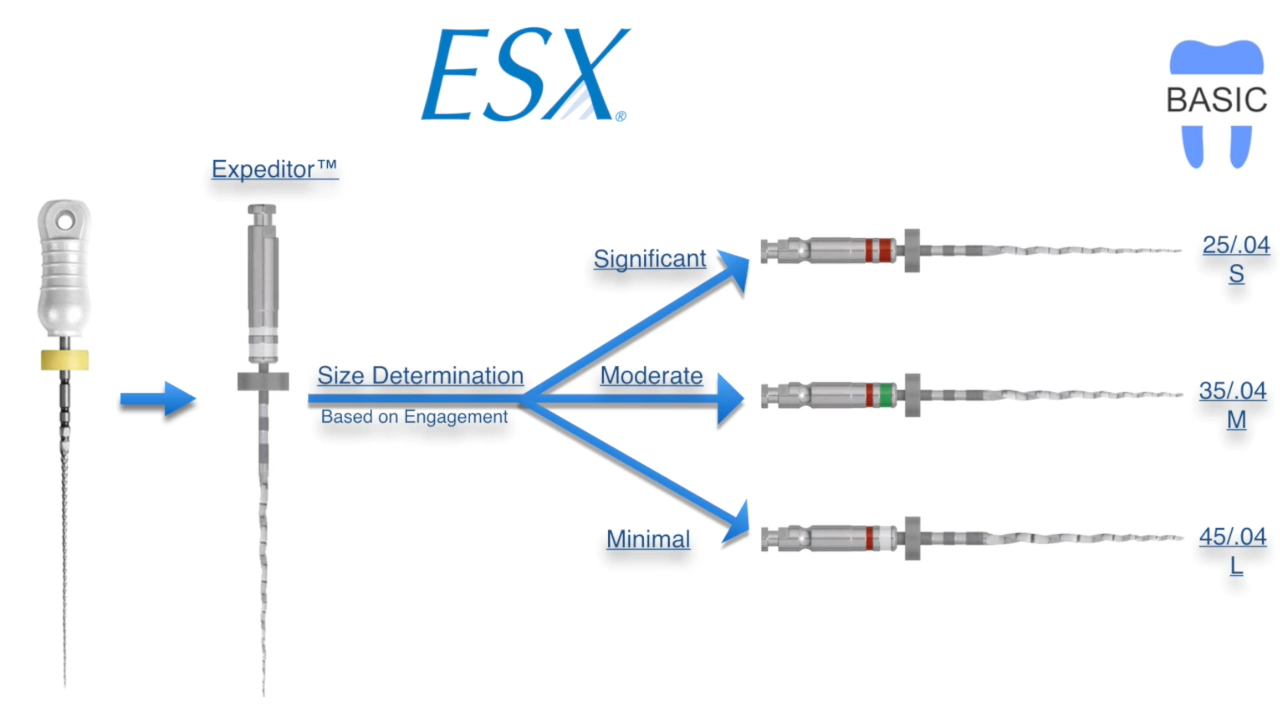 ESX®
BASIC
Expeditor™
Significant
25/.04
S
Size Determination
Based on Engagement
Moderate
35/.04
M
Minimal
45/.04
L